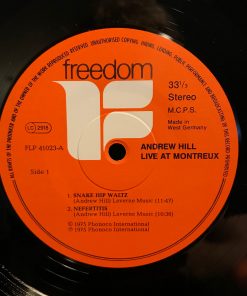 ALL RIGHTS OF THE PRODUCER AND OF THE OWNER OF THE WORK REPRODUCED RESERVED. UNAUTHORISED COPYING, HIRING, LENDING, PUBLIC PERFORMANCE AND BROADCASTING OF THIS RECORD PROHIBITED
freedom
33⅓
Stereo
M.C.P.S.
LC 2915
Made in
West Germany
FLP 41023-A
ANDREW HILL
LIVE AT MONTREUX
Side 1
1. SNAKE HIP WALTZ
(Andrew Hill) Laverne Music (11:47)
2. NEFERTITIS
(Andrew Hill) Laverne Music (10:36)
℗ 1975 Phonoco International
© 1975 Phonoco International